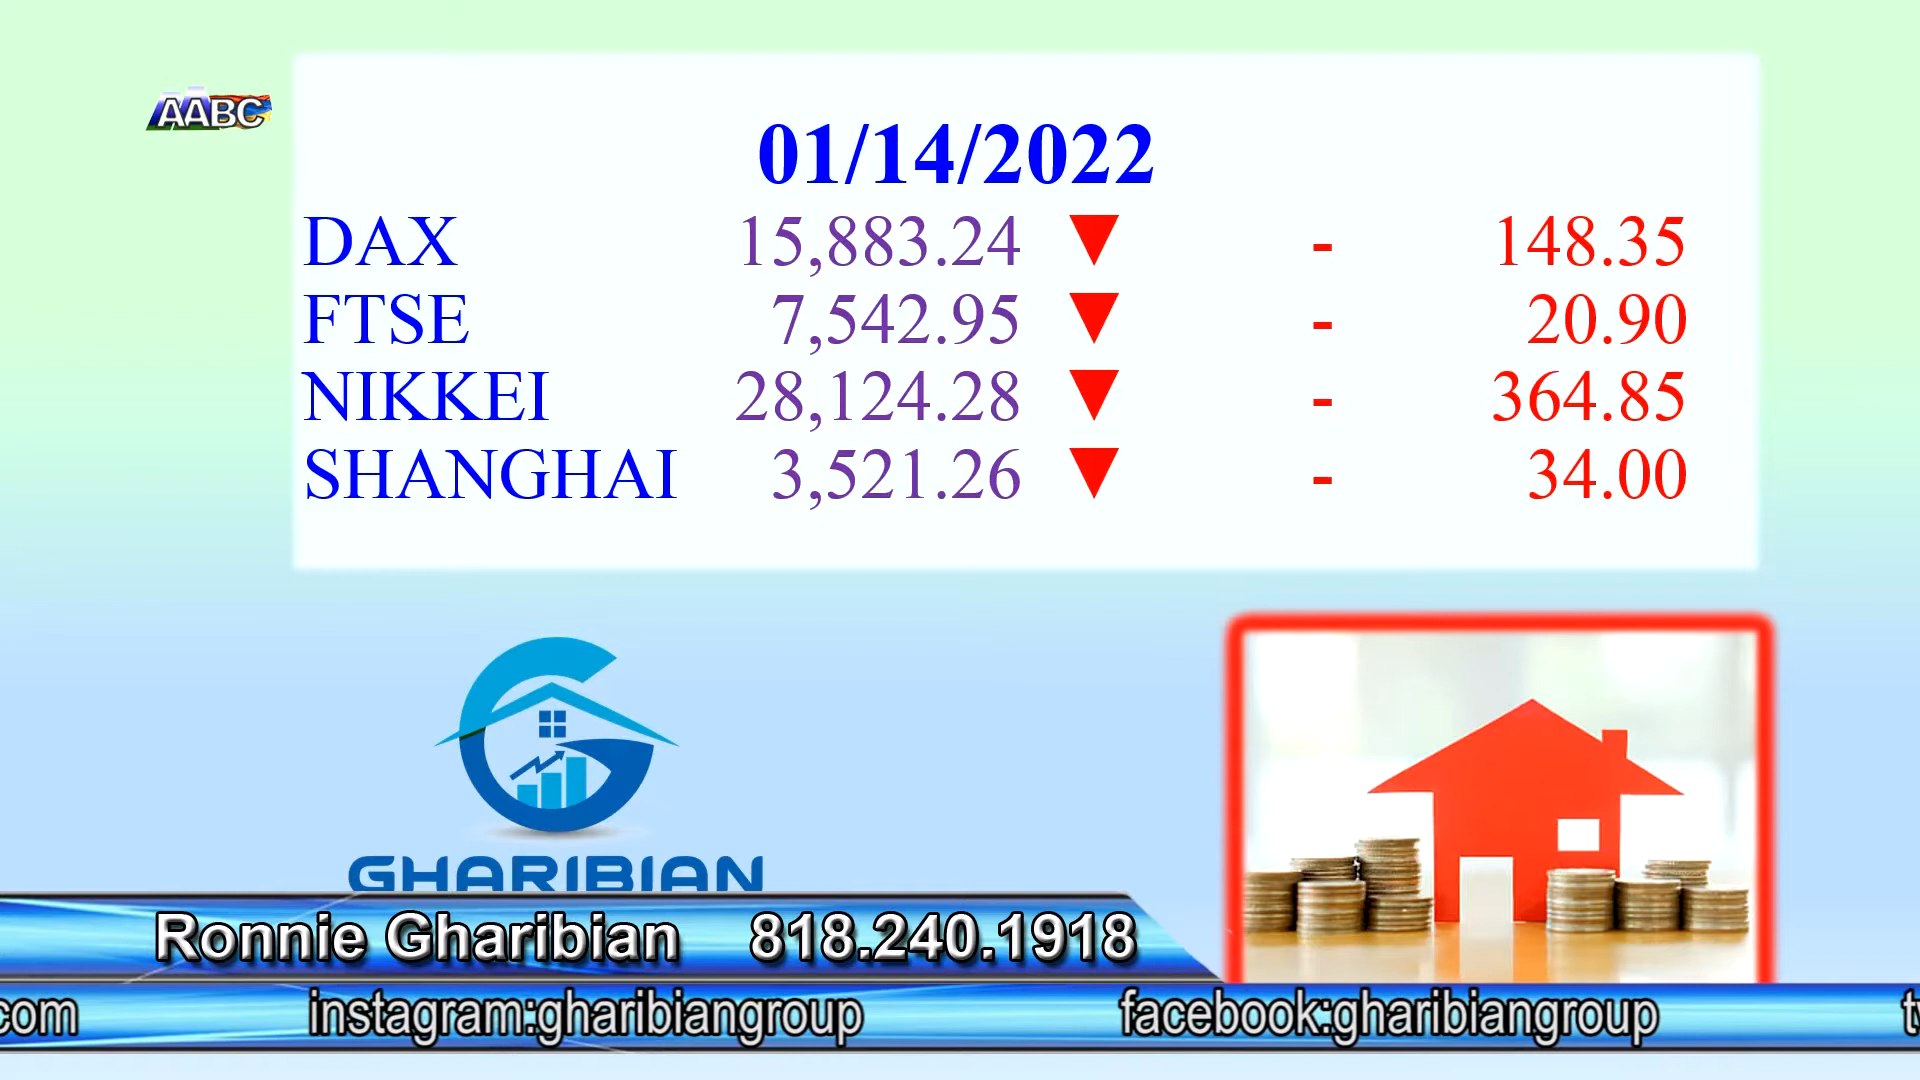 AABC
01/14/2022
DAX 15,883.24 ▼ - 148.35
FTSE 7,542.95 ▼ - 20.90
NIKKEI 28,124.28 ▼ - 364.85
SHANGHAI 3,521.26 ▼ - 34.00
GHARIBIAN
Ronnie Gharibian 818.240.1918
com instagram:gharibiangroup facebook:gharibiangroup